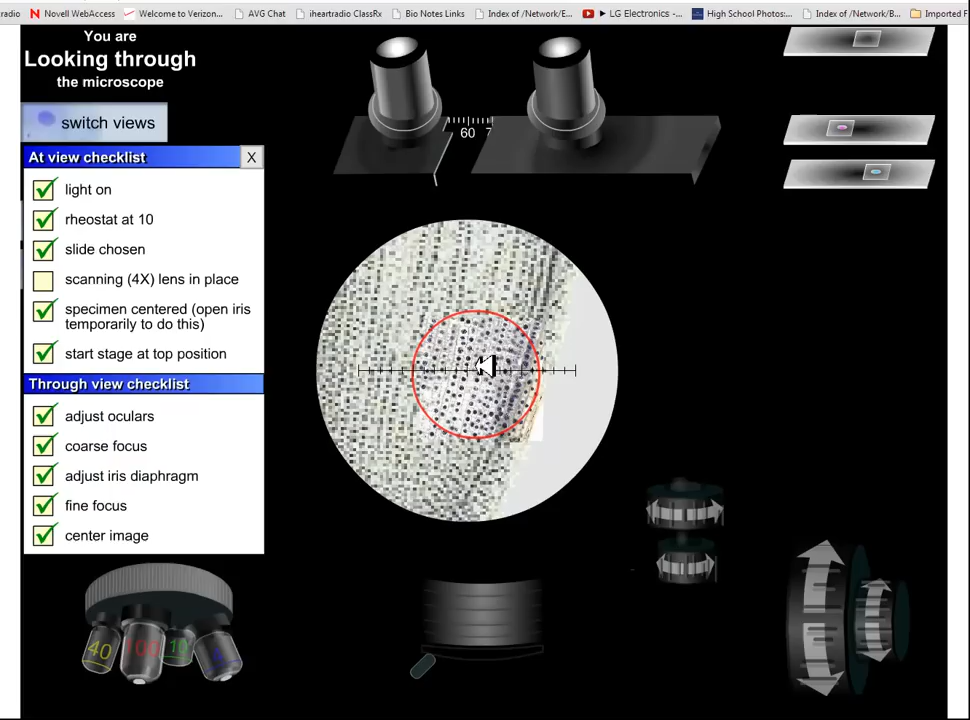 radio Novell WebAccess Welcome to Verizon... AVG Chat iheartradio ClassRx Bio Notes Links Index of /Network/E... LG Electronics -... High School Photos:... Index of /Network/B... Imported F
You are
Looking through
the microscope
switch views
60 7
At view checklist X
light on
rheostat at 10
slide chosen
scanning (4X) lens in place
specimen centered (open iris
temporarily to do this)
start stage at top position
Through view checklist
adjust oculars
coarse focus
adjust iris diaphragm
fine focus
center image
40 100 10 4